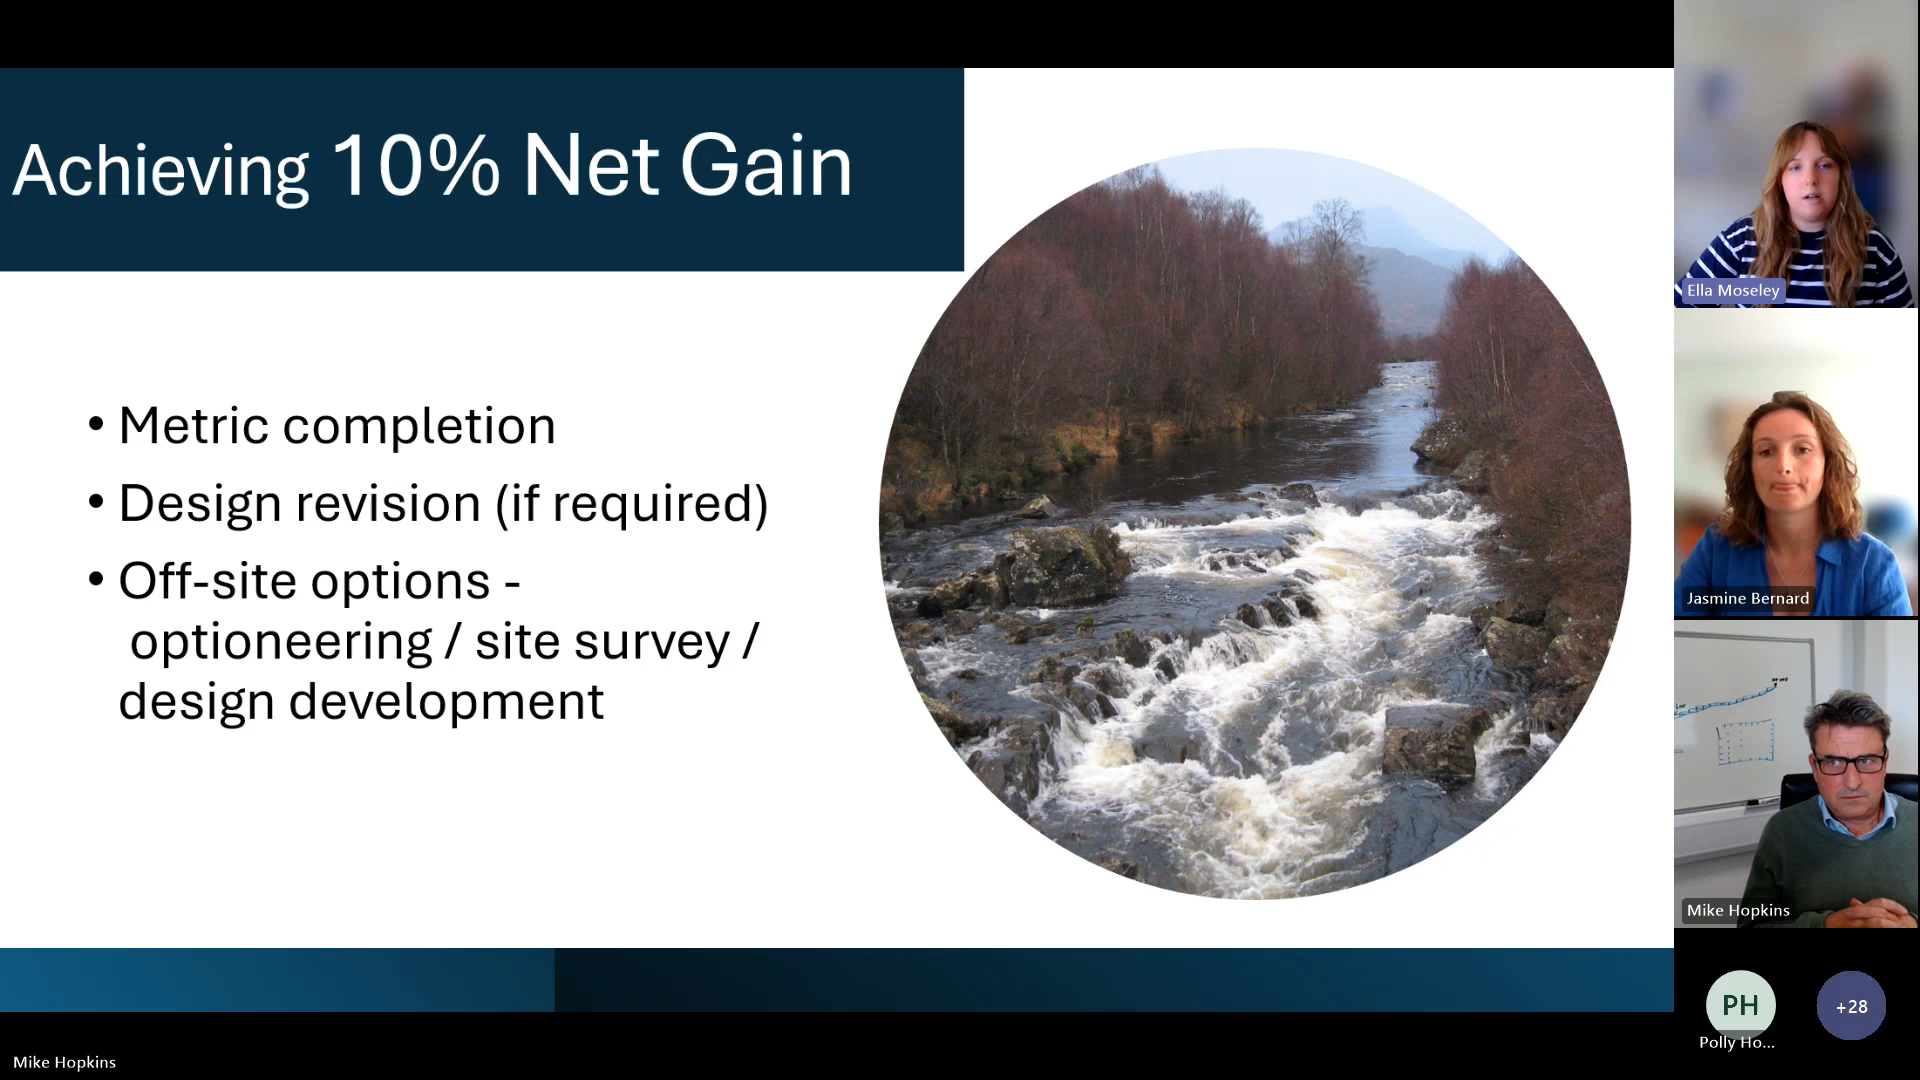 Achieving 10% Net Gain
• Metric completion
• Design revision (if required)
• Off-site options -
optioneering / site survey /
design development
Ella Moseley
Jasmine Bernard
Mike Hopkins
PH
+28
Polly Ho...
Mike Hopkins